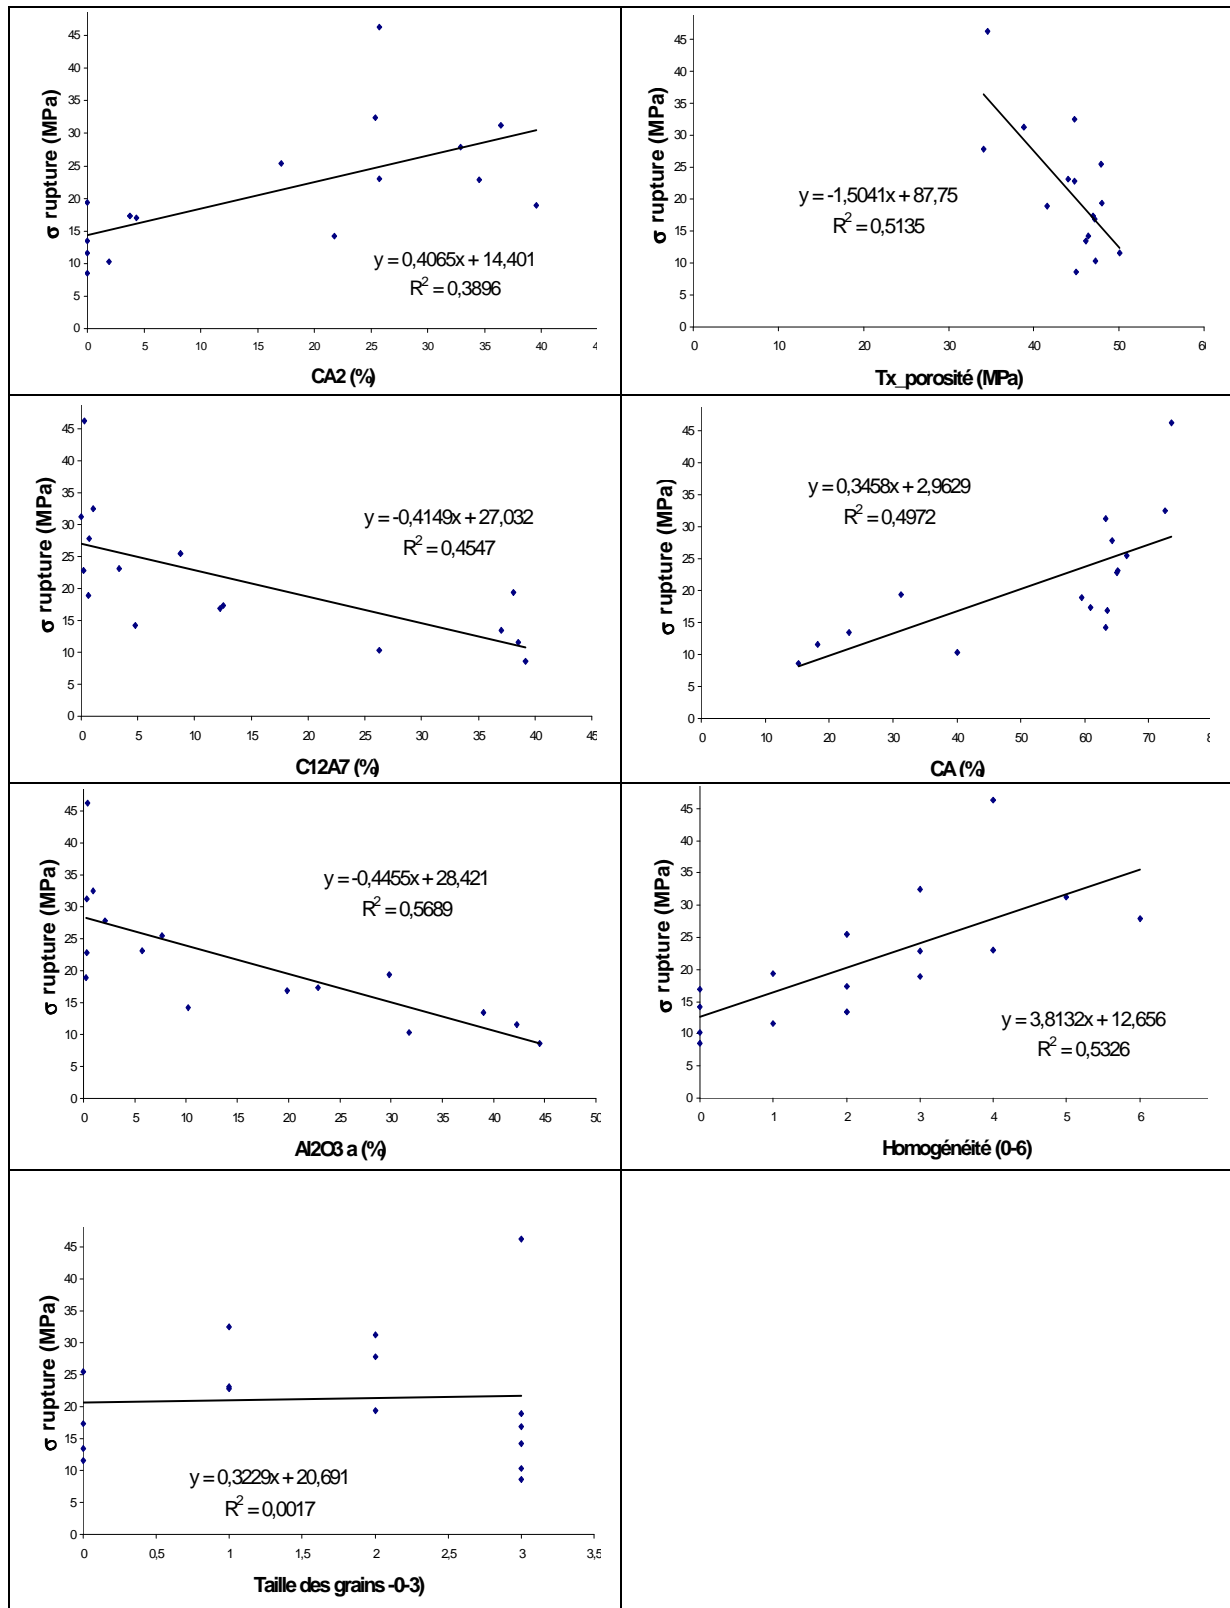 σ rupture (MPa)
45
40
35
30
25
20
15
10
5
0
y = 0,4065x + 14,401
R² = 0,3896
0 5 10 15 20 25 30 35 40 4
CA2 (%)
σ rupture (MPa)
45
40
35
30
25
20
15
10
5
0
y = -1,5041x + 87,75
R² = 0,5135
0 10 20 30 40 50 6
Tx_porosité (MPa)
σ rupture (MPa)
45
40
35
30
25
20
15
10
5
0
y = -0,4149x + 27,032
R² = 0,4547
0 5 10 15 20 25 30 35 40 45
C12A7 (%)
σ rupture (MPa)
45
40
35
30
25
20
15
10
5
0
y = 0,3458x + 2,9629
R² = 0,4972
0 10 20 30 40 50 60 70 8
CA (%)
σ rupture (MPa)
45
40
35
30
25
20
15
10
5
0
y = -0,4455x + 28,421
R² = 0,5689
0 5 10 15 20 25 30 35 40 45 50
Al2O3 a (%)
σ rupture (MPa)
45
40
35
30
25
20
15
10
5
0
y = 3,8132x + 12,656
R² = 0,5326
0 1 2 3 4 5 6
Homogénéité (0-6)
σ rupture (MPa)
45
40
35
30
25
20
15
10
5
0
y = 0,3229x + 20,691
R² = 0,0017
0 0,5 1 1,5 2 2,5 3 3,5
Taille des grains -0-3)